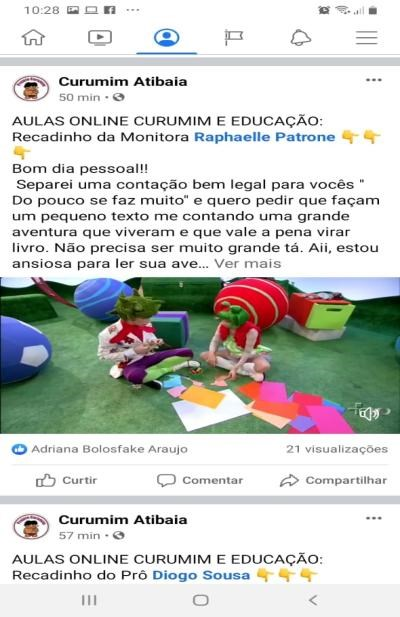 10:28
Curumim Atibaia
50 min •
AULAS ONLINE CURUMIM E EDUCAÇÃO:
Recadinho da Monitora Raphaelle Patrone 👇👇
👇
Bom dia pessoal!!
Separei uma contação bem legal para vocês "
Do pouco se faz muito" e quero pedir que façam
um pequeno texto me contando uma grande
aventura que viveram e que vale a pena virar
livro. Não precisa ser muito grande tá. Aii, estou
ansiosa para ler sua ave... Ver mais
Adriana Bolosfake Araujo 21 visualizações
Curtir Comentar Compartilhar
Curumim Atibaia
57 min •
AULAS ONLINE CURUMIM E EDUCAÇÃO:
Recadinho do Prô Diogo Sousa 👇👇👇